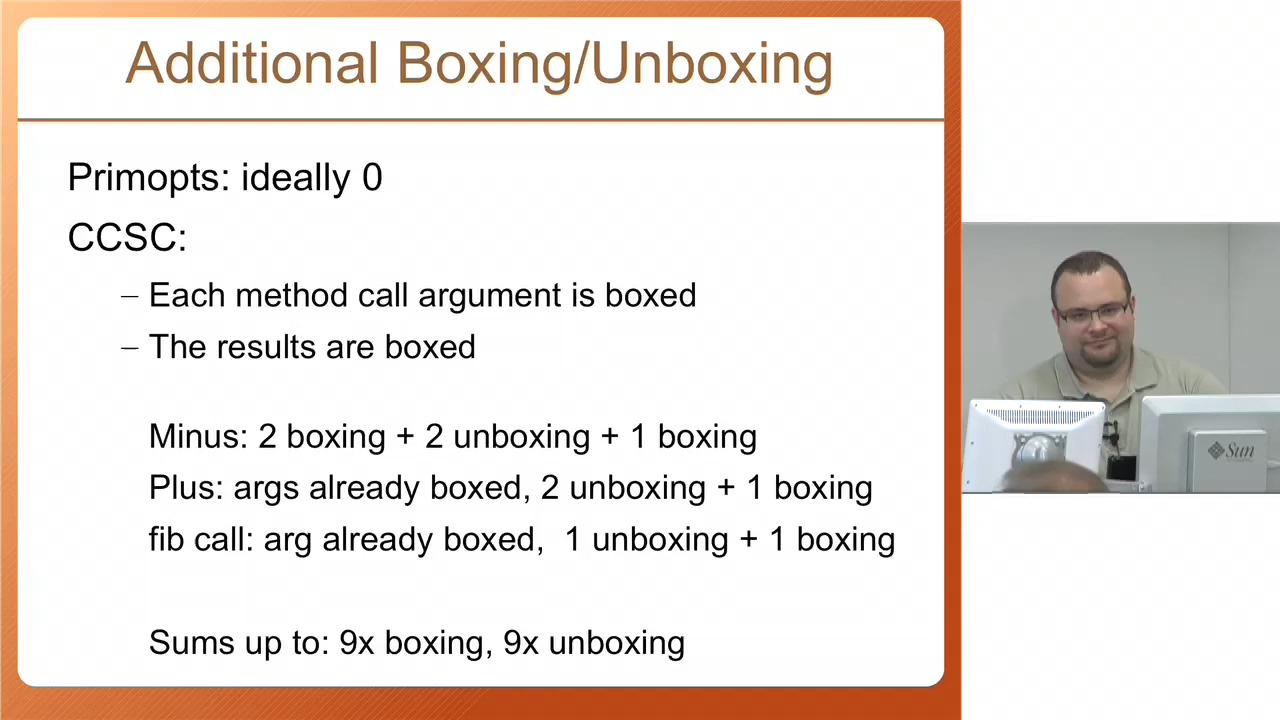 Additional Boxing/Unboxing
Primopts: ideally 0
CCSC:
– Each method call argument is boxed
– The results are boxed
Minus: 2 boxing + 2 unboxing + 1 boxing
Plus: args already boxed, 2 unboxing + 1 boxing
fib call: arg already boxed,  1 unboxing + 1 boxing
Sums up to: 9x boxing, 9x unboxing
Sun